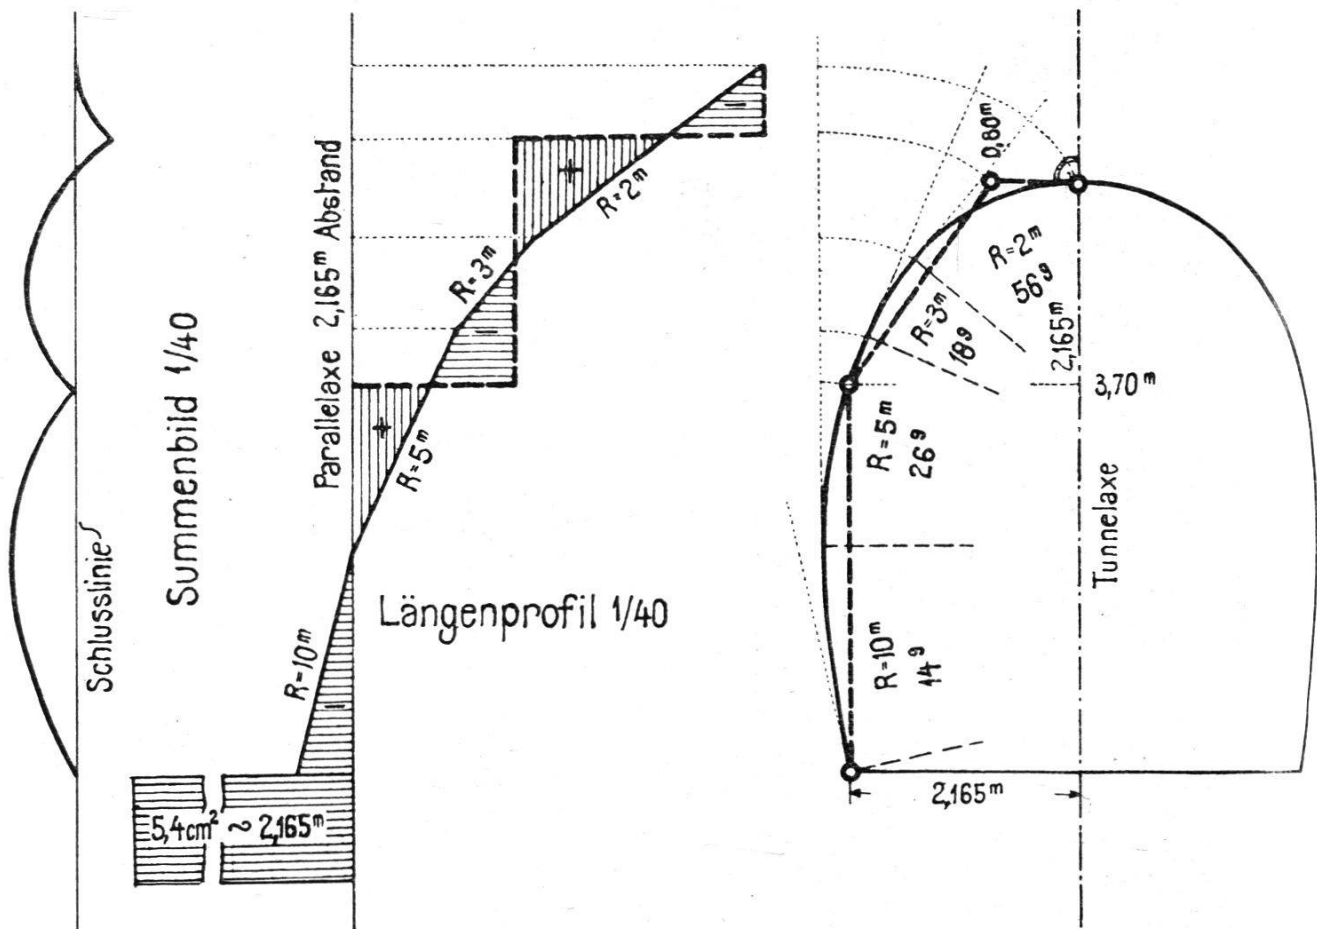 Schlusslinie
Summenbild 1/40
Parallelaxe 2,165m Abstand
R=2m
R=3m
R=5m
R=10m
+
−
+
−
−
Längenprofil 1/40
5,4cm² ~ 2,165m
0,80m
R=2m
56g
R=3m
18g
2,165m
3,70m
R=5m
26g
Tunnelaxe
R=10m
14g
2,165m